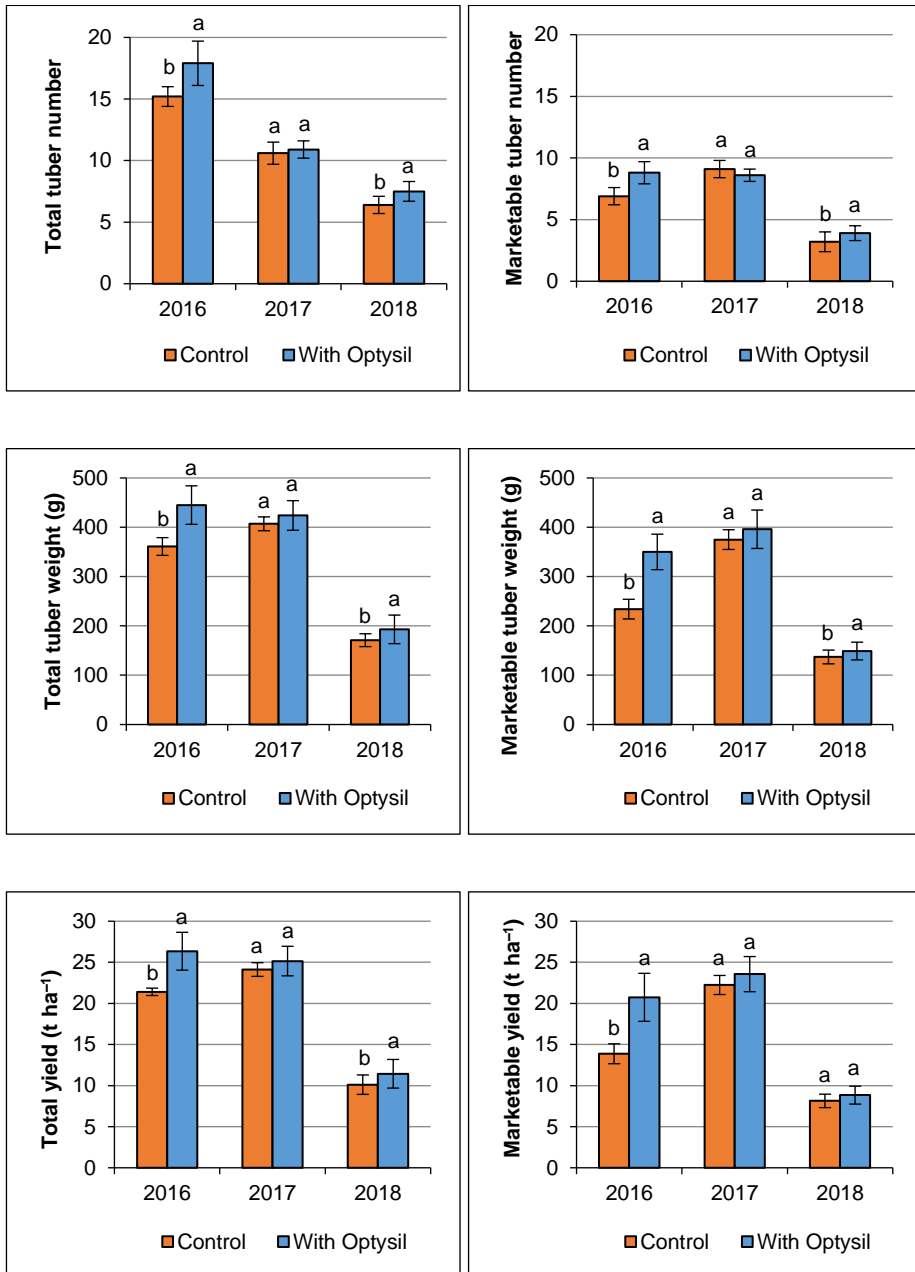 Total tuber number
20
15
10
5
0
b a a a b a
2016 2017 2018
Control With Optysil
Marketable tuber number
20
15
10
5
0
b a a a b a
2016 2017 2018
Control With Optysil
Total tuber weight (g)
500
400
300
200
100
0
b a a a b a
2016 2017 2018
Control With Optysil
Marketable tuber weight (g)
500
400
300
200
100
0
b a a a b a
2016 2017 2018
Control With Optysil
Total yield (t ha⁻¹)
30
25
20
15
10
5
0
b a a a b a
2016 2017 2018
Control With Optysil
Marketable yield (t ha⁻¹)
30
25
20
15
10
5
0
b a a a a a
2016 2017 2018
Control With Optysil